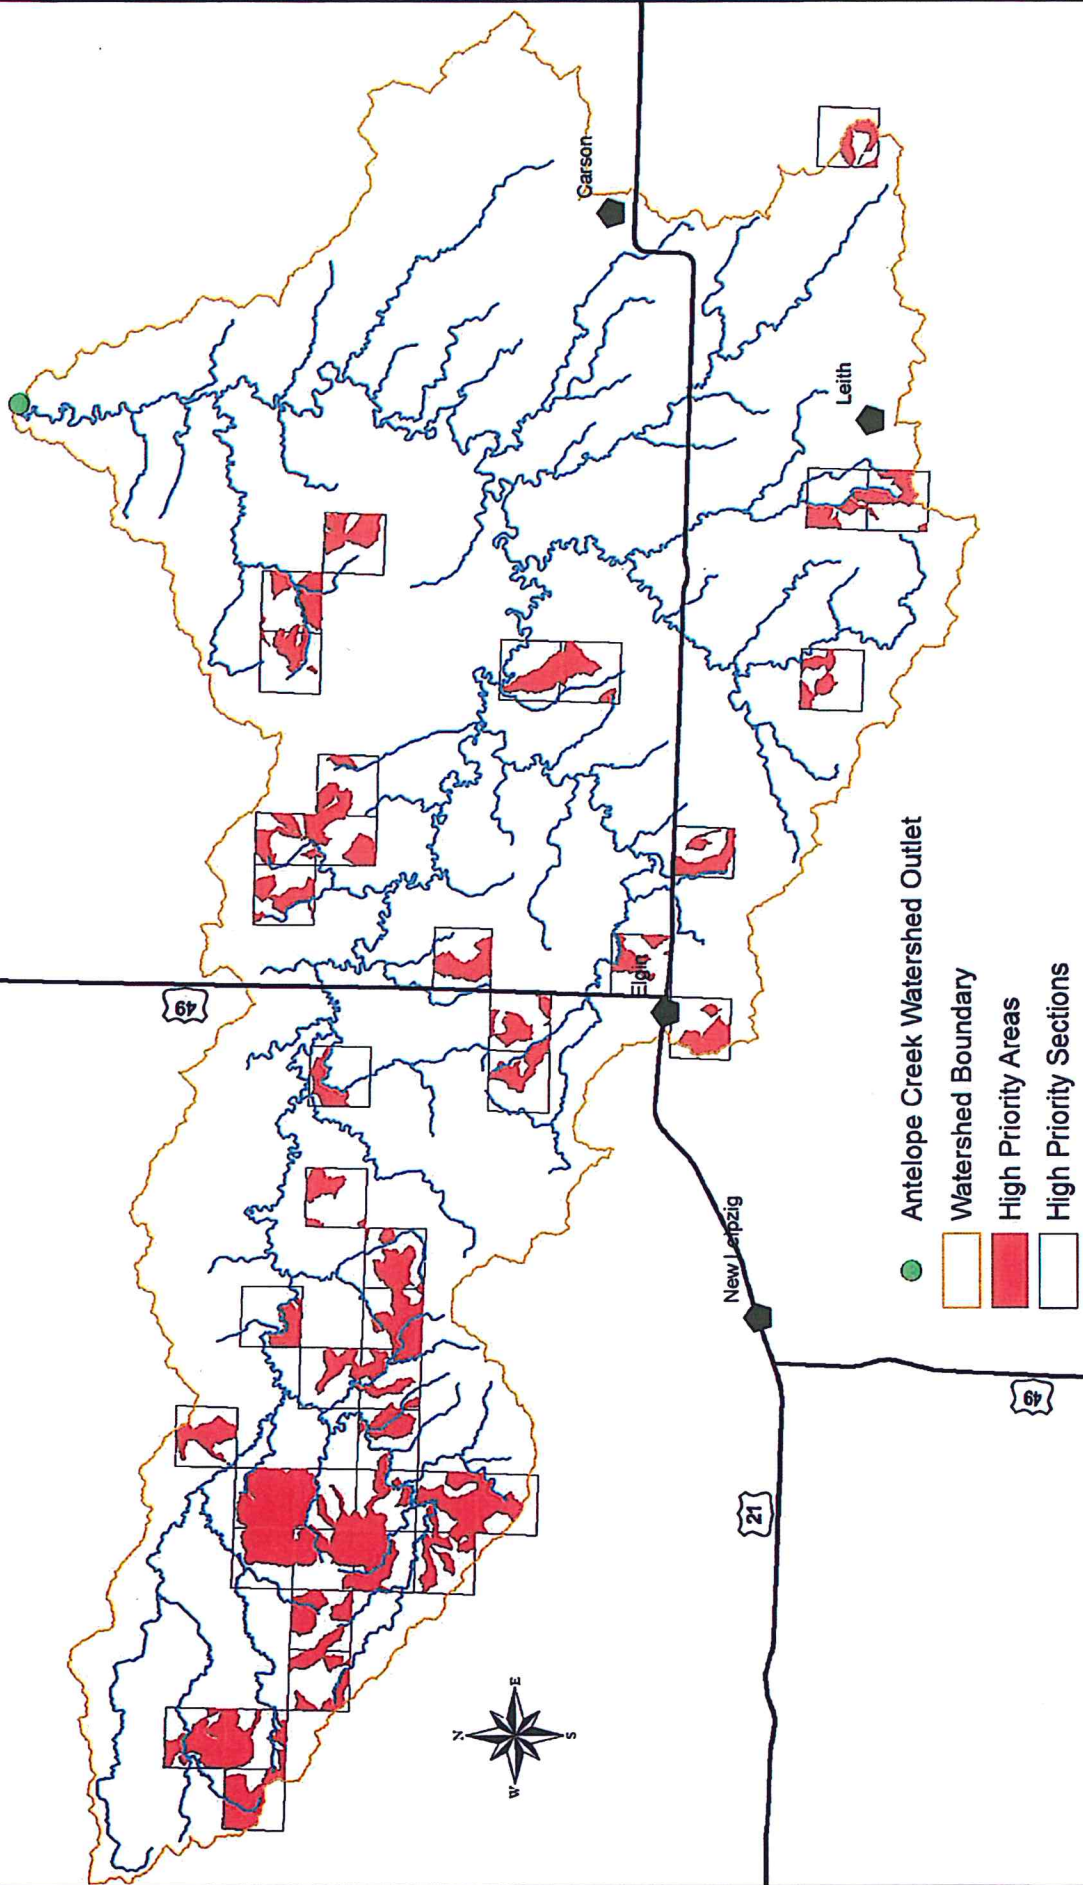 Carson
Leith
Elgin
New Leipzig
49
49
21
N
W
E
S
Antelope Creek Watershed Outlet
Watershed Boundary
High Priority Areas
High Priority Sections